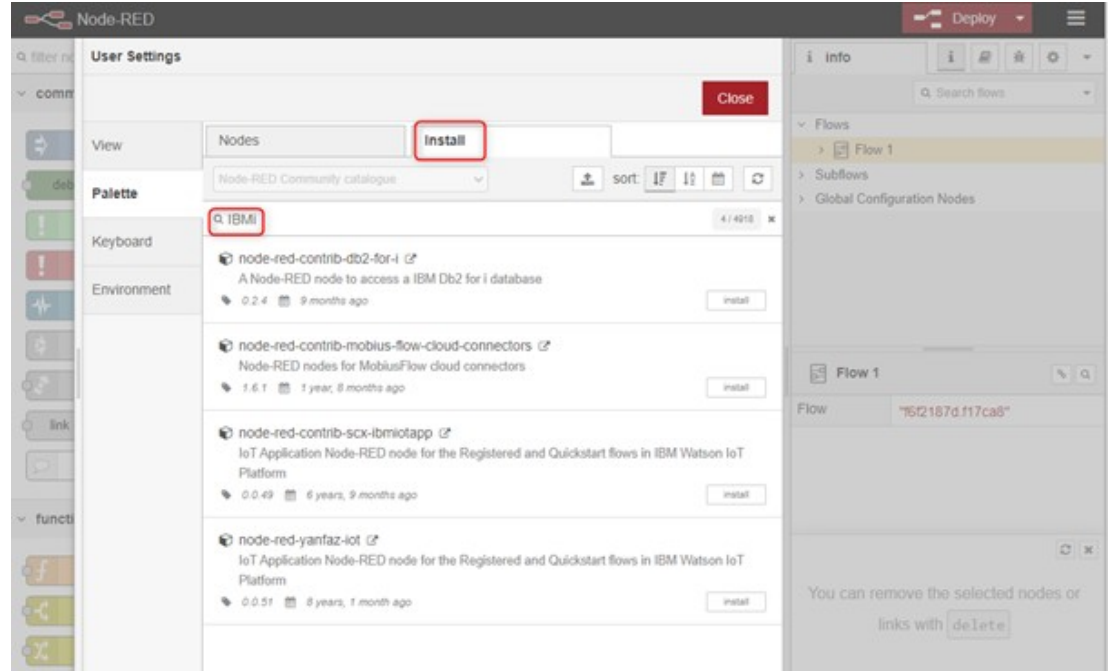 Node-RED
Deploy
filter no
User Settings
info
i
Close
Search flows
comm
Nodes
Install
Flows
View
Flow 1
Node-RED Community catalogue
sort:
Subflows
deb
Palette
Global Configuration Nodes
IBMi
4 / 4918
Keyboard
node-red-contrib-db2-for-i
A Node-RED node to access a IBM Db2 for i database
Environment
0.2.4 9 months ago
install
node-red-contrib-mobius-flow-cloud-connectors
Node-RED nodes for MobiusFlow cloud connectors
Flow 1
1.6.1 1 year, 8 months ago
install
Flow
"f6f2187d.f17ca8"
link
node-red-contrib-scx-ibmiotapp
IoT Application Node-RED node for the Registered and Quickstart flows in IBM Watson IoT
Platform
0.0.49 6 years, 9 months ago
install
functi
node-red-yanfaz-iot
IoT Application Node-RED node for the Registered and Quickstart flows in IBM Watson IoT
Platform
0.0.51 8 years, 1 month ago
install
You can remove the selected nodes or
links with delete